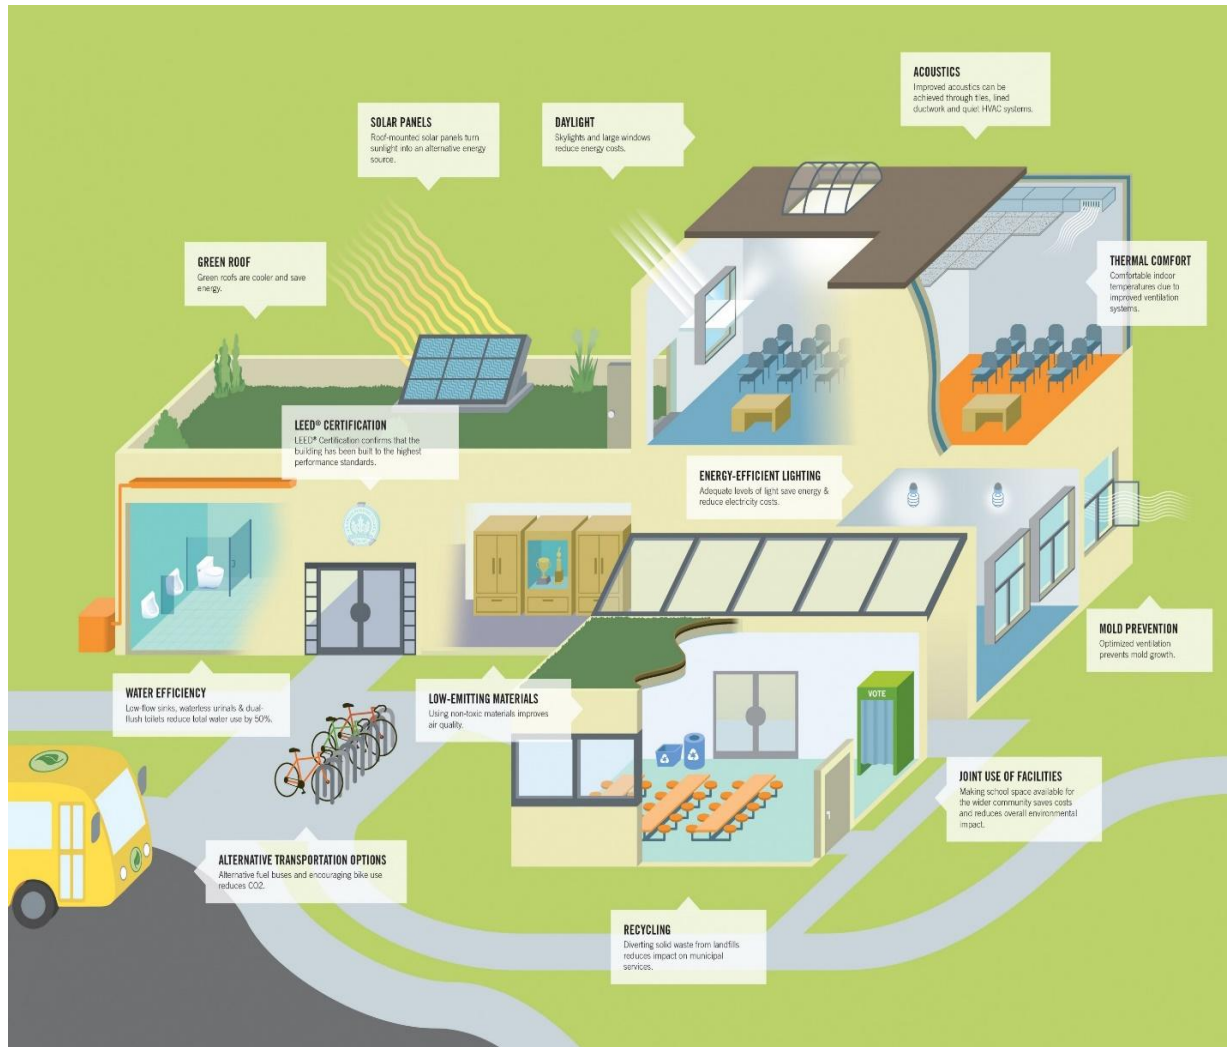 ACOUSTICS
Improved acoustics can be
achieved through tiles, lined
ductwork and quiet HVAC systems.
SOLAR PANELS
Roof-mounted solar panels turn
sunlight into an alternative energy
source.
DAYLIGHT
Skylights and large windows
reduce energy costs.
GREEN ROOF
Green roofs are cooler and save
energy.
THERMAL COMFORT
Comfortable indoor
temperatures due to
improved ventilation
systems.
LEED® CERTIFICATION
LEED® Certification confirms that the
building has been built to the highest
performance standards.
ENERGY-EFFICIENT LIGHTING
Adequate levels of light save energy &
reduce electricity costs.
MOLD PREVENTION
Optimized ventilation
prevents mold growth.
WATER EFFICIENCY
Low-flow sinks, waterless urinals & dual-
flush toilets reduce total water use by 50%.
LOW-EMITTING MATERIALS
Using non-toxic materials improves
air quality.
VOTE
JOINT USE OF FACILITIES
Making school space available for
the wider community saves costs
and reduces overall environmental
impact.
ALTERNATIVE TRANSPORTATION OPTIONS
Alternative fuel buses and encouraging bike use
reduces CO2.
RECYCLING
Diverting solid waste from landfills
reduces impact on municipal
services.